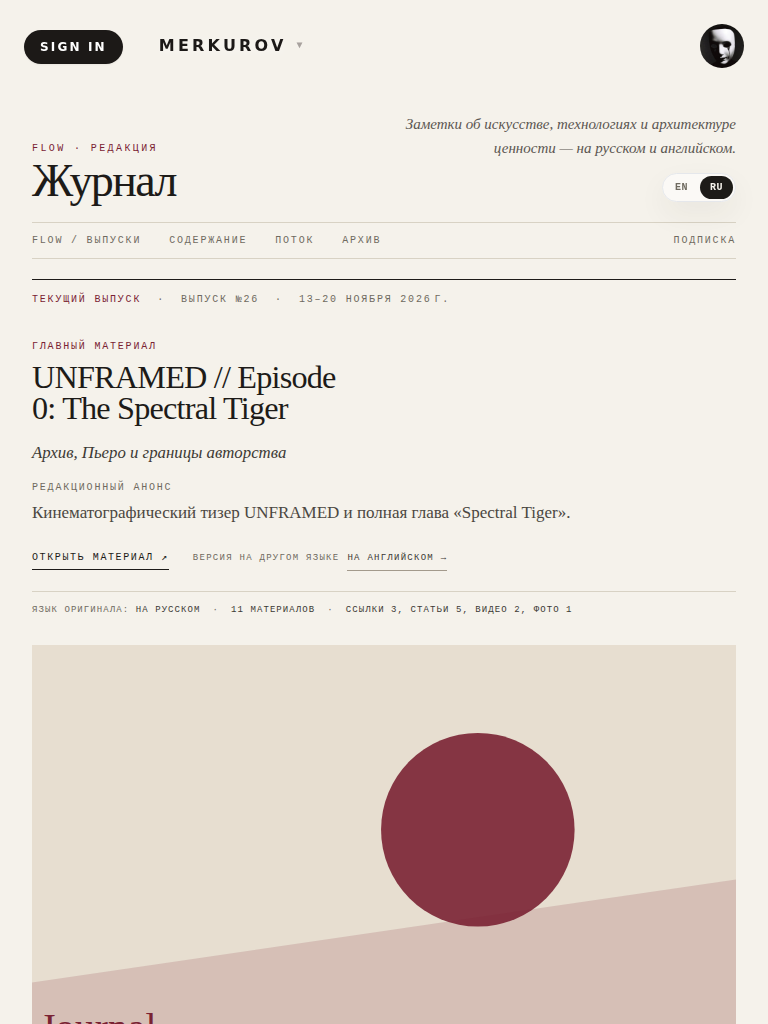 SIGN IN
MERKUROV ▼
Заметки об искусстве, технологиях и архитектуре
ценности — на русском и английском.
FLOW · РЕДАКЦИЯ
Журнал
EN RU
FLOW / ВЫПУСКИ СОДЕРЖАНИЕ ПОТОК АРХИВ ПОДПИСКА
ТЕКУЩИЙ ВЫПУСК · ВЫПУСК №26 · 13–20 НОЯБРЯ 2026 Г.
ГЛАВНЫЙ МАТЕРИАЛ
UNFRAMED // Episode
0: The Spectral Tiger
Архив, Пьеро и границы авторства
РЕДАКЦИОННЫЙ АНОНС
Кинематографический тизер UNFRAMED и полная глава «Spectral Tiger».
ОТКРЫТЬ МАТЕРИАЛ ↗ ВЕРСИЯ НА ДРУГОМ ЯЗЫКЕ НА АНГЛИЙСКОМ →
ЯЗЫК ОРИГИНАЛА: НА РУССКОМ · 11 МАТЕРИАЛОВ · ССЫЛКИ 3, СТАТЬИ 5, ВИДЕО 2, ФОТО 1
Journal